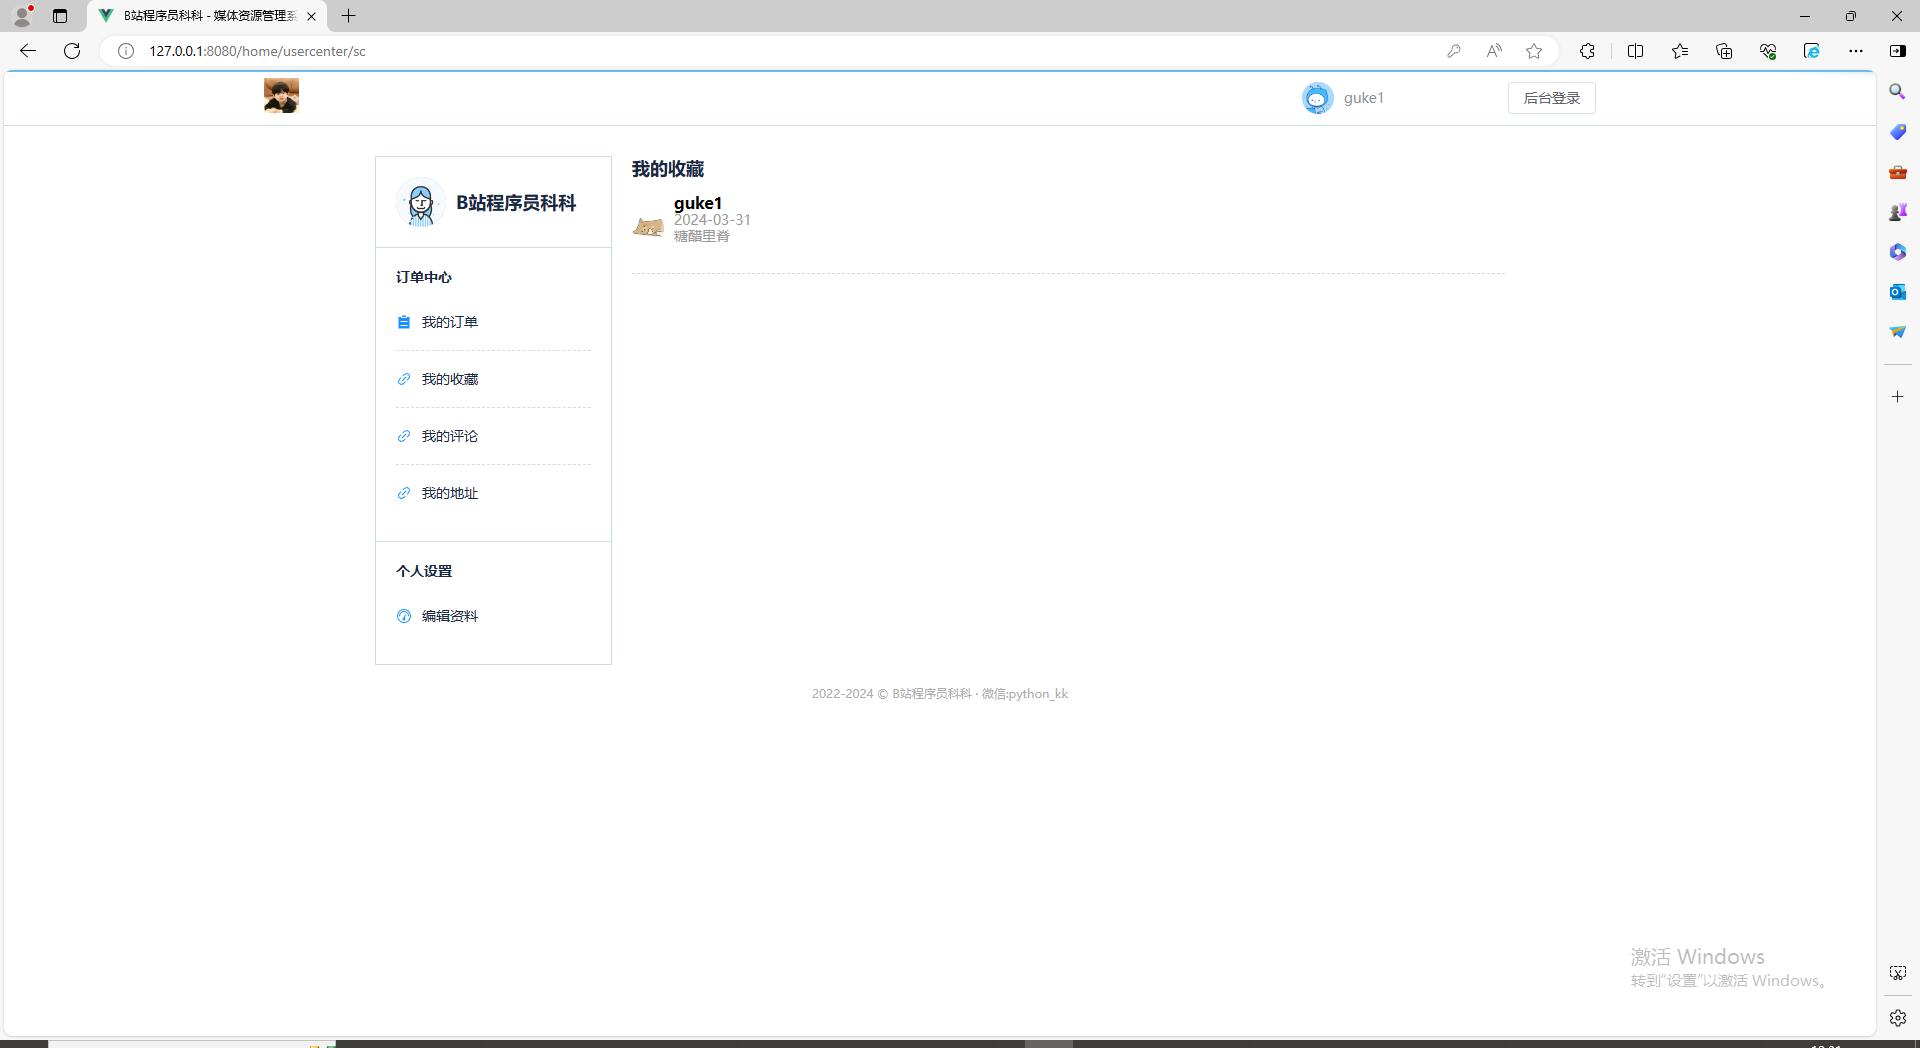 B站程序员科科 - 媒体资源管理系
127.0.0.1:8080/home/usercenter/sc
guke1
后台登录
B站程序员科科
订单中心
我的订单
我的收藏
我的评论
我的地址
个人设置
编辑资料
我的收藏
guke1
2024-03-31
糖醋里脊
2022-2024 © B站程序员科科 · 微信:python_kk
激活 Windows
转到"设置"以激活 Windows。